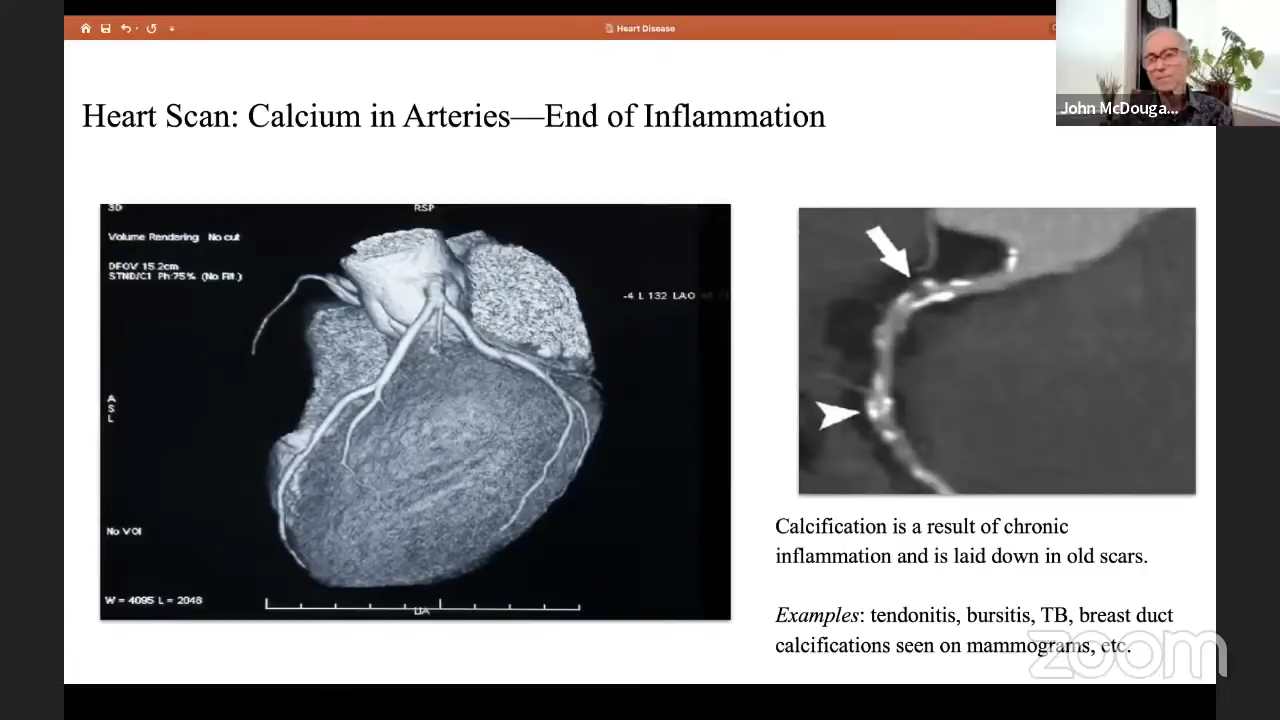 Heart Disease
John McDouga...
Heart Scan: Calcium in Arteries—End of Inflammation
3D
RSP
Volume Rendering No cut
DFOV 15.2cm
STND/C1 Ph:75% (No Filt.)
-4 L 132 LAO
A
S
L
No VOI
W = 4095 L = 2048
LIA
Calcification is a result of chronic
inflammation and is laid down in old scars.
Examples: tendonitis, bursitis, TB, breast duct
calcifications seen on mammograms, etc.
zoom